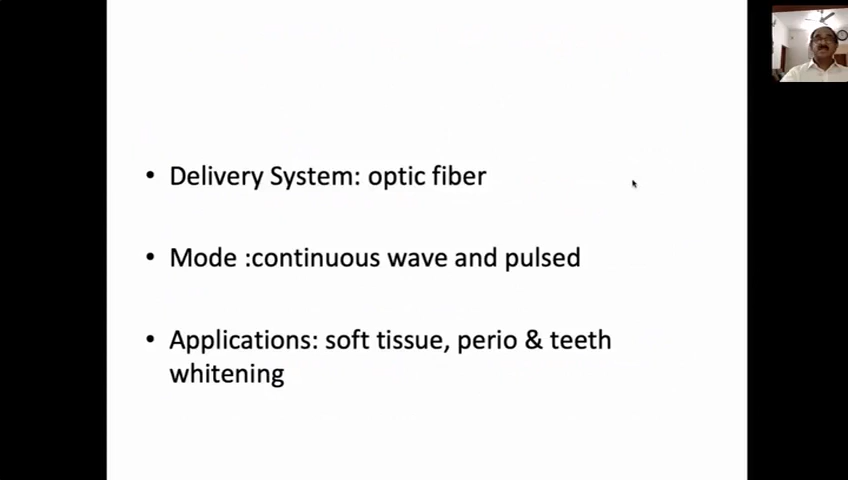 • Delivery System: optic fiber
• Mode :continuous wave and pulsed
• Applications: soft tissue, perio & teeth
whitening